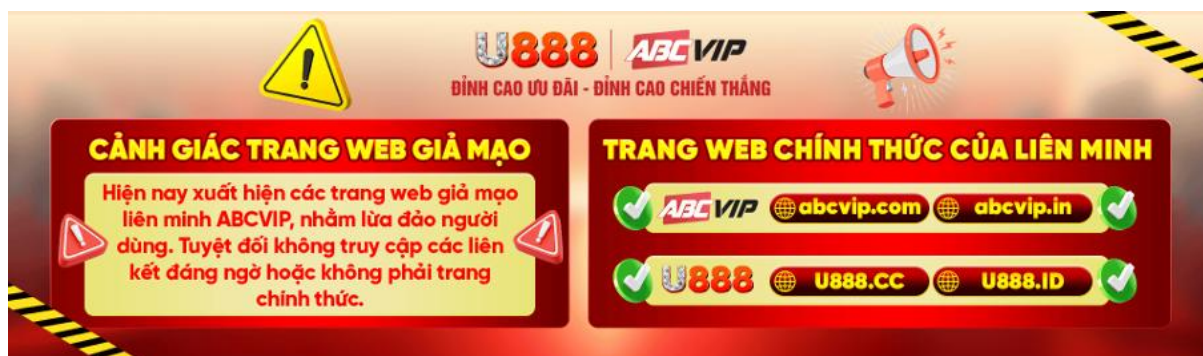 U888 ABCVIP
ĐỈNH CAO ƯU ĐÃI - ĐỈNH CAO CHIẾN THẮNG
CẢNH GIÁC TRANG WEB GIẢ MẠO
Hiện nay xuất hiện các trang web giả mạo
liên minh ABCVIP, nhằm lừa đảo người
dùng. Tuyệt đối không truy cập các liên
kết đáng ngờ hoặc không phải trang
chính thức.
TRANG WEB CHÍNH THỨC CỦA LIÊN MINH
ABCVIP abcvip.com abcvip.in
U888 U888.CC U888.ID